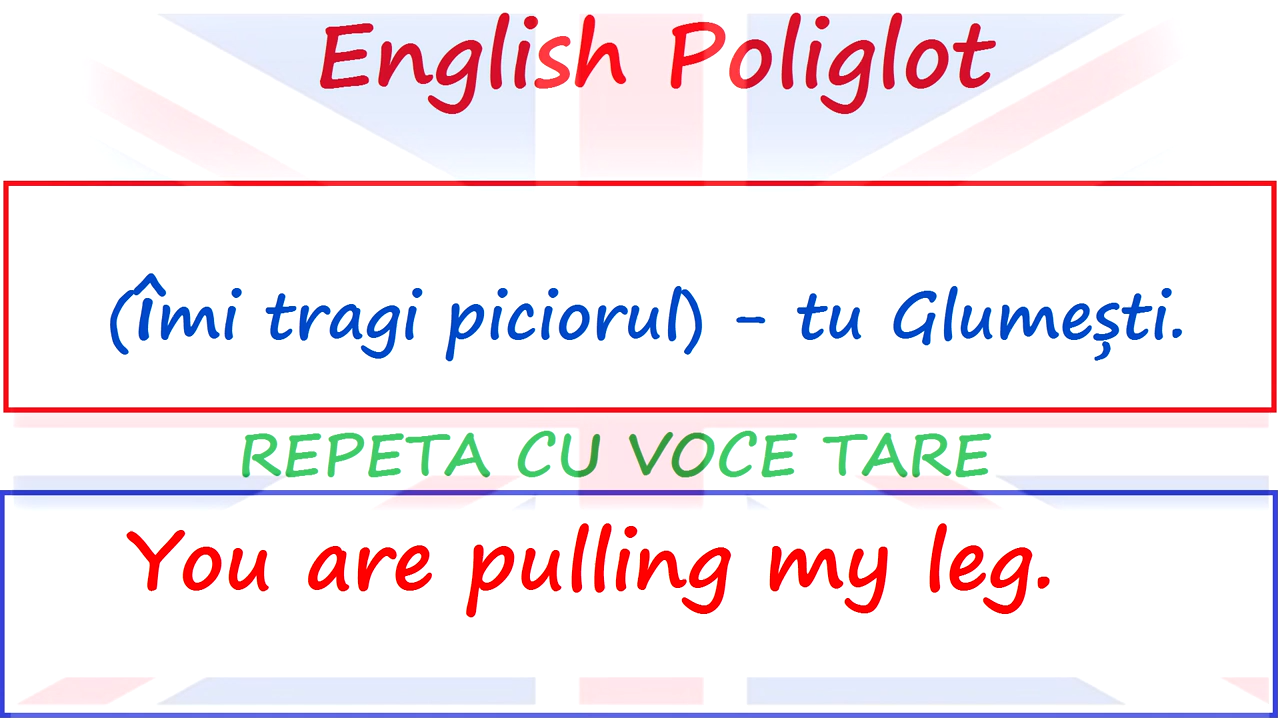 English Poliglot
(Îmi tragi piciorul) - tu Glumești.
REPETA CU VOCE TARE
You are pulling my leg.